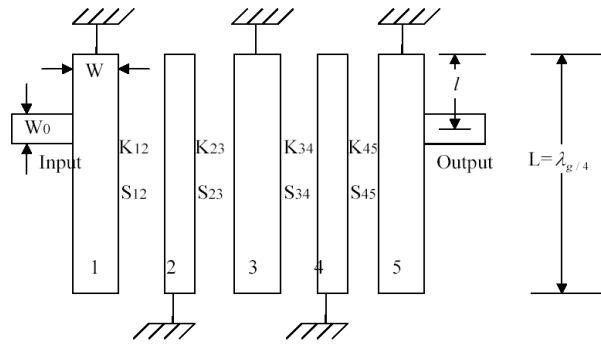 W
l
W0
K12 K23 K34 K45
Input Output
L=λg/4
S12 S23 S34 S45
1 2 3 4 5